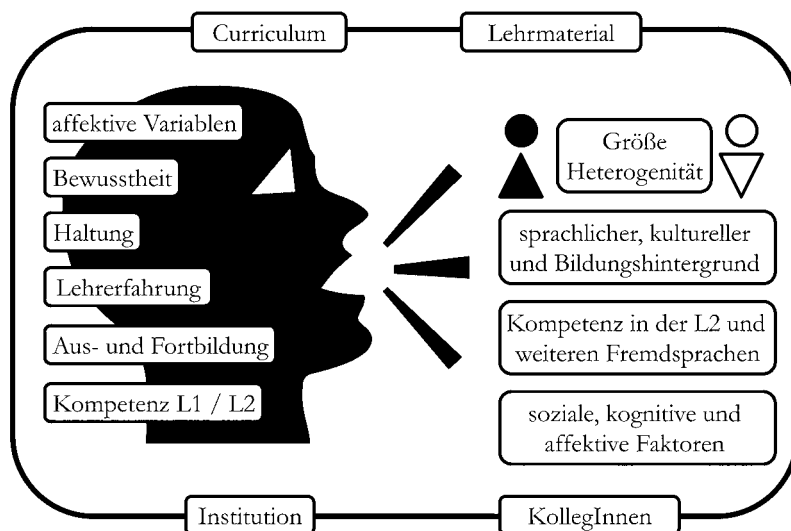 Curriculum
Lehrmaterial
affektive Variablen
Bewusstheit
Haltung
Lehrerfahrung
Aus- und Fortbildung
Kompetenz L1 / L2
Größe
Heterogenität
sprachlicher, kultureller
und Bildungshintergrund
Kompetenz in der L2 und
weiteren Fremdsprachen
soziale, kognitive und
affektive Faktoren
Institution
KollegInnen